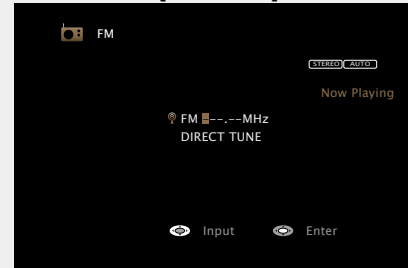 FM
STEREO AUTO
Now Playing
FM --.--MHz
DIRECT TUNE
Input Enter